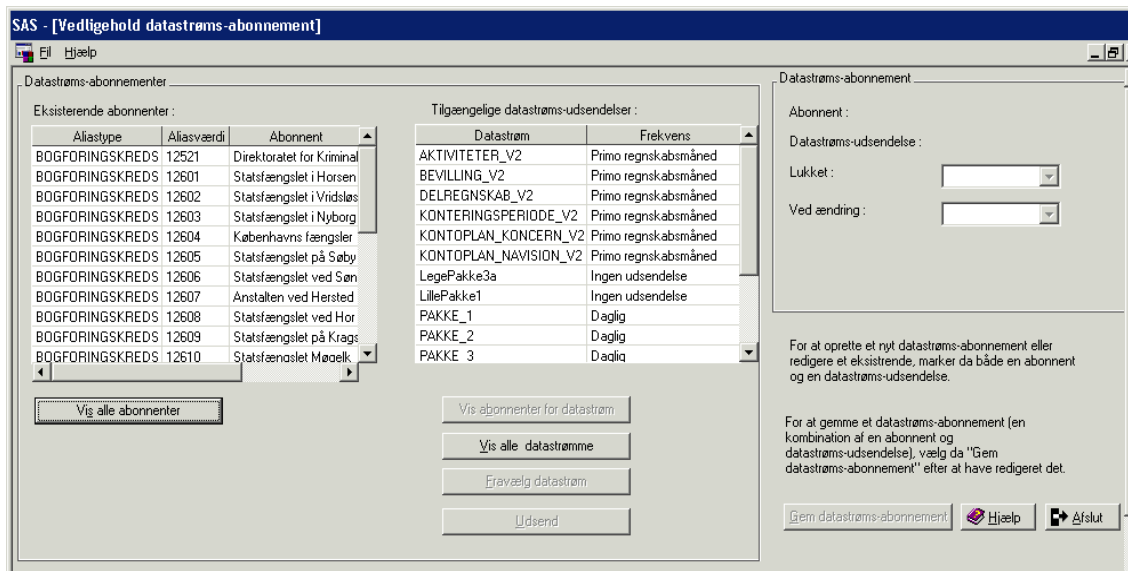 SAS - [Vedligehold datastrøms-abonnement]
Fil Hjælp
Datastrøms-abonnementer
Eksisterende abonnenter :
Aliastype Aliasværdi Abonnent
BOGFORINGSKREDS 12521 Direktoratet for Kriminal
BOGFORINGSKREDS 12601 Statsfængslet i Horsen
BOGFORINGSKREDS 12602 Statsfængslet i Vridsløs
BOGFORINGSKREDS 12603 Statsfængslet i Nyborg
BOGFORINGSKREDS 12604 Københavns fængsler
BOGFORINGSKREDS 12605 Statsfængslet på Søby
BOGFORINGSKREDS 12606 Statsfængslet ved Søn
BOGFORINGSKREDS 12607 Anstalten ved Hersted
BOGFORINGSKREDS 12608 Statsfængslet ved Hor
BOGFORINGSKREDS 12609 Statsfængslet på Krags
BOGFORINGSKREDS 12610 Statsfængslet Møgelk
Vis alle abonnenter
Tilgængelige datastrøms-udsendelser :
Datastrøm Frekvens
AKTIVITETER_V2 Primo regnskabsmåned
BEVILLING_V2 Primo regnskabsmåned
DELREGNSKAB_V2 Primo regnskabsmåned
KONTERINGSPERIODE_V2 Primo regnskabsmåned
KONTOPLAN_KONCERN_V2 Primo regnskabsmåned
KONTOPLAN_NAVISION_V2 Primo regnskabsmåned
LegePakke3a Ingen udsendelse
LillePakke1 Ingen udsendelse
PAKKE_1 Daglig
PAKKE_2 Daglig
PAKKE_3 Daglig
Vis abonnenter for datastrøm
Vis alle datastrømme
Fravælg datastrøm
Udsend
Datastrøms-abonnement
Abonnent :
Datastrøms-udsendelse :
Lukket :
Ved ændring :
For at oprette et nyt datastrøms-abonnement eller
redigere et eksistrende, marker da både en abonnent
og en datastrøms-udsendelse.
For at gemme et datastrøms-abonnement (en
kombination af en abonnent og
datastrøms-udsendelse), vælg da "Gem
datastrøms-abonnement" efter at have redigeret det.
Gem datastrøms-abonnement Hjælp Afslut